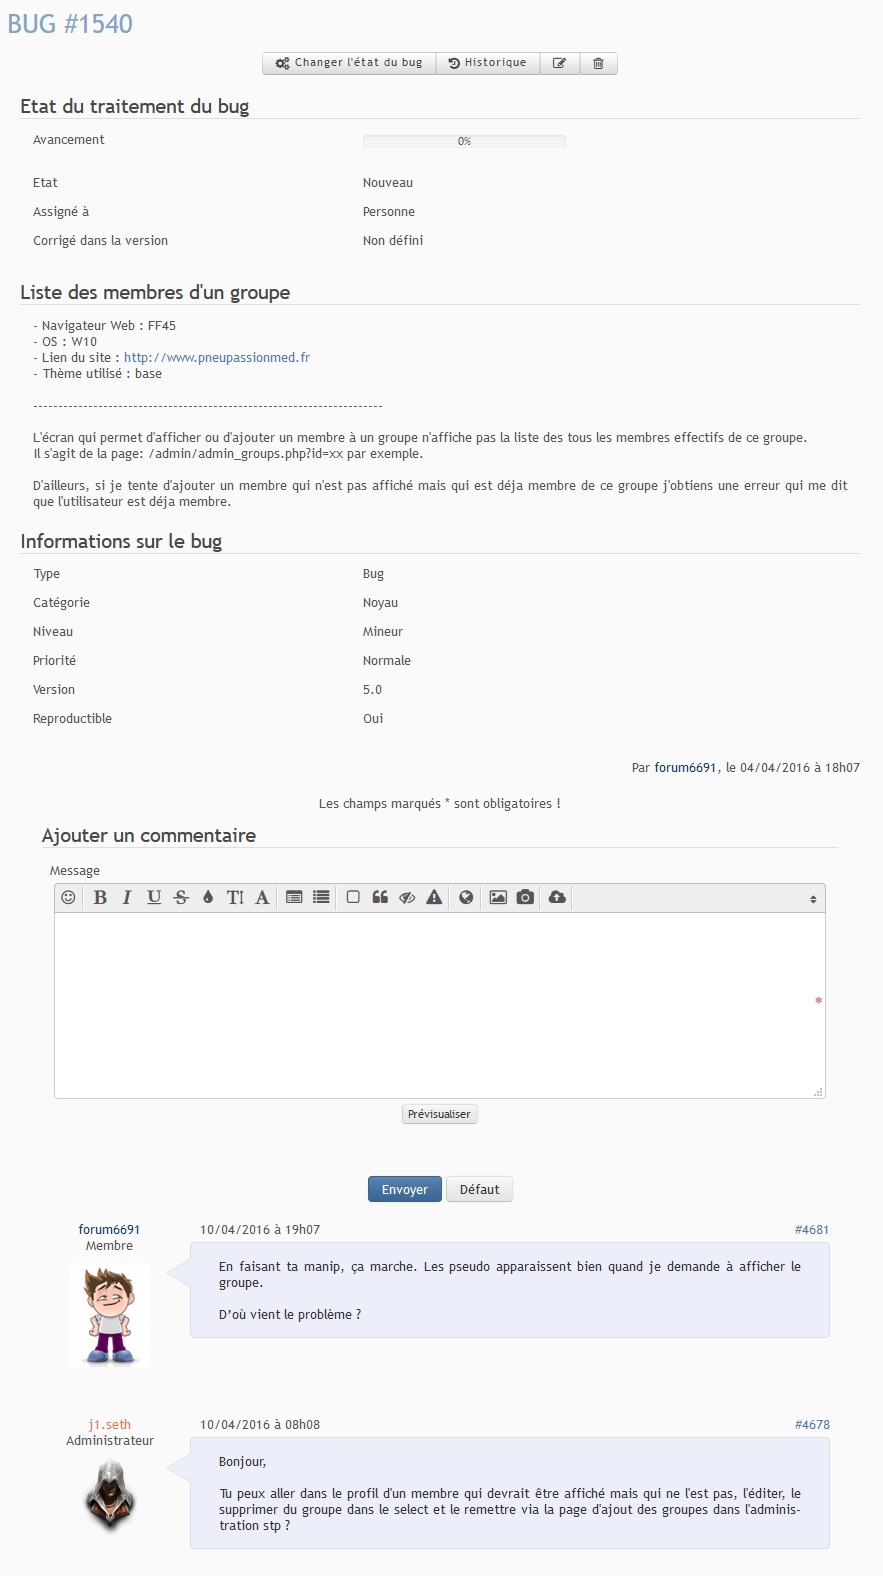 BUG #1540
Changer l'état du bug
Historique
Etat du traitement du bug
Avancement
0%
Etat
Nouveau
Assigné à
Personne
Corrigé dans la version
Non défini
Liste des membres d'un groupe
- Navigateur Web : FF45
- OS : W10
- Lien du site : http://www.pneupassionmed.fr
- Thème utilisé : base
----------------------------------------------------------------------
L'écran qui permet d'afficher ou d'ajouter un membre à un groupe n'affiche pas la liste des tous les membres effectifs de ce groupe.
Il s'agit de la page: /admin/admin_groups.php?id=xx par exemple.
D'ailleurs, si je tente d'ajouter un membre qui n'est pas affiché mais qui est déja membre de ce groupe j'obtiens une erreur qui me dit
que l'utilisateur est déja membre.
Informations sur le bug
Type
Bug
Catégorie
Noyau
Niveau
Mineur
Priorité
Normale
Version
5.0
Reproductible
Oui
Par forum6691, le 04/04/2016 à 18h07
Les champs marqués * sont obligatoires !
Ajouter un commentaire
Message
*
Prévisualiser
Envoyer
Défaut
forum6691
10/04/2016 à 19h07
#4681
Membre
En faisant ta manip, ça marche. Les pseudo apparaissent bien quand je demande à afficher le
groupe.
D'où vient le problème ?
j1.seth
10/04/2016 à 08h08
#4678
Administrateur
Bonjour,
Tu peux aller dans le profil d'un membre qui devrait être affiché mais qui ne l'est pas, l'éditer, le
supprimer du groupe dans le select et le remettre via la page d'ajout des groupes dans l'adminis-
tration stp ?